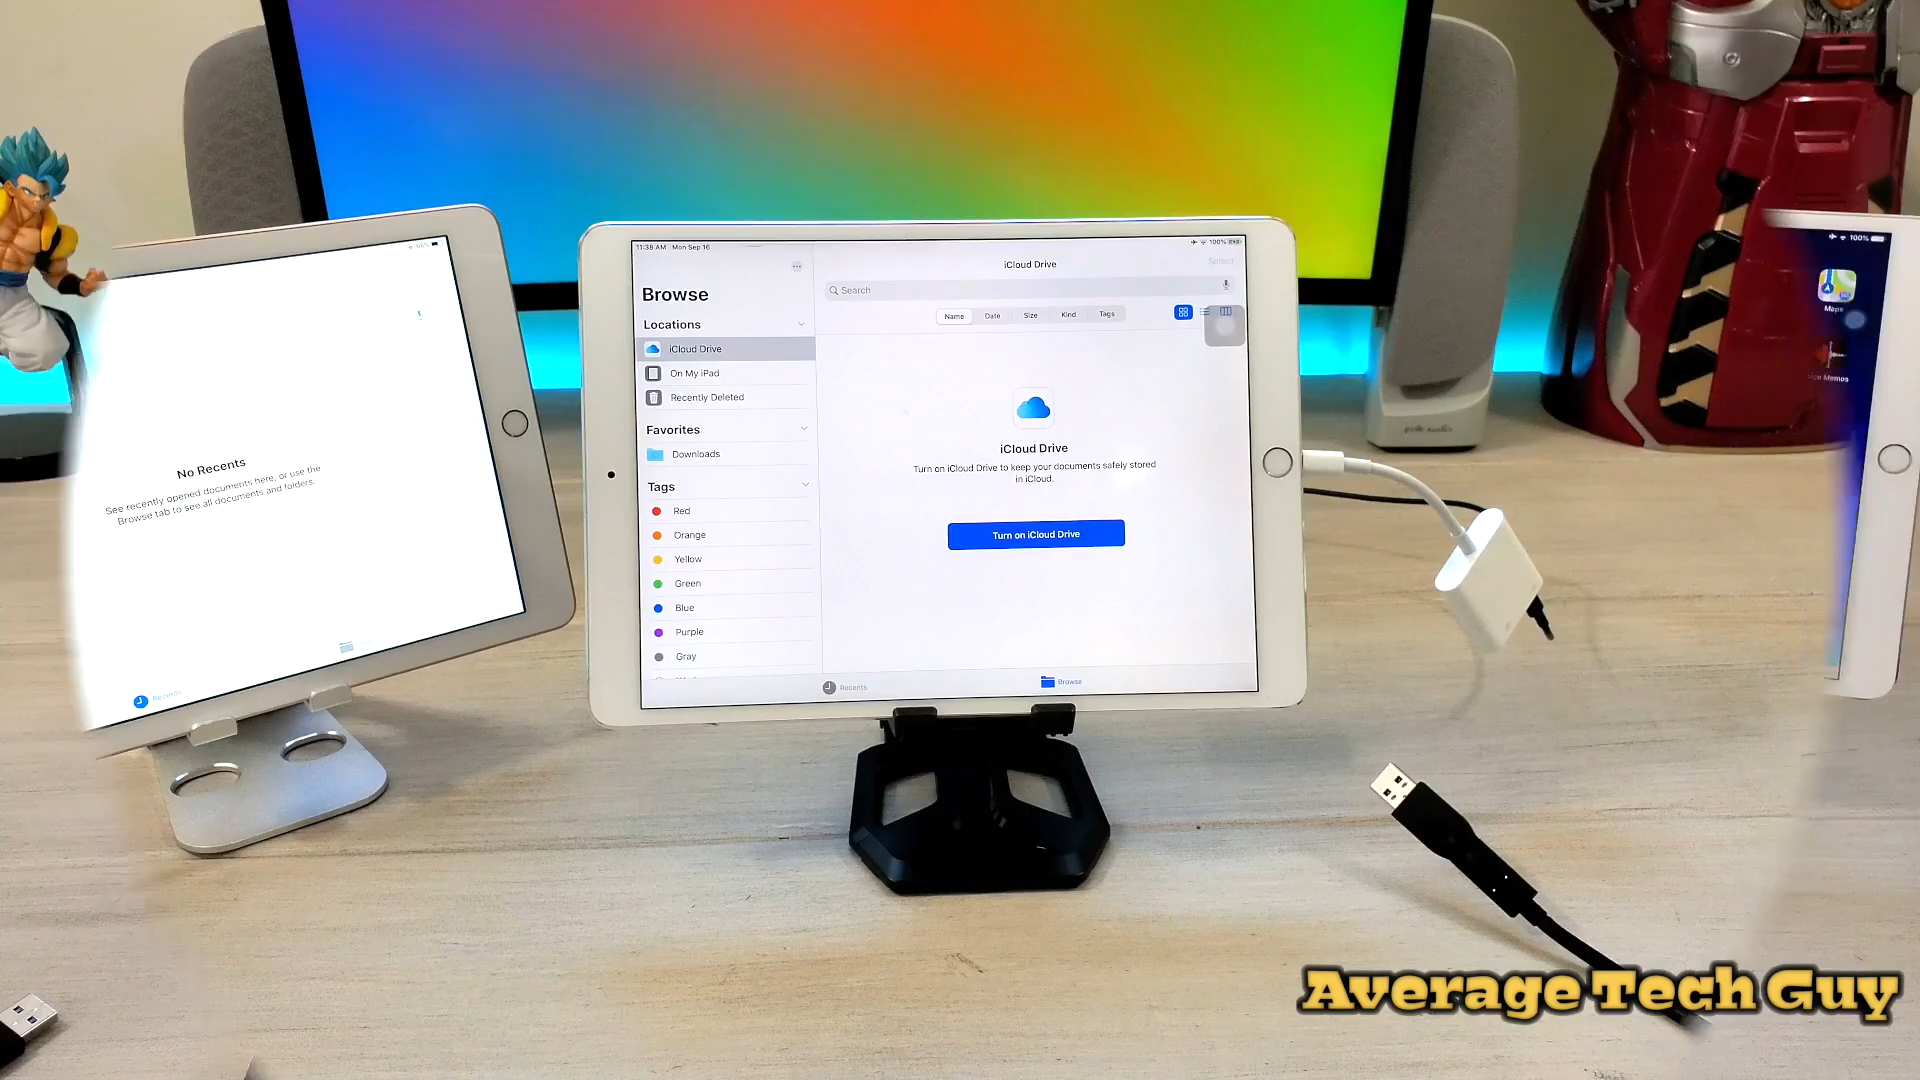 66%
No Recents
See recently opened documents here, or use the
Browse tab to see all documents and folders.
Recents
11:38 AM Mon Sep 16
100%
Browse
Locations
iCloud Drive
On My iPad
Recently Deleted
Favorites
Downloads
Tags
Red
Orange
Yellow
Green
Blue
Purple
Gray
iCloud Drive
Select
Search
Name
Date
Size
Kind
Tags
iCloud Drive
Turn on iCloud Drive to keep your documents safely stored
in iCloud.
Turn on iCloud Drive
Recents
Browse
polk audio
100%
Maps
Memos
Average Tech Guy